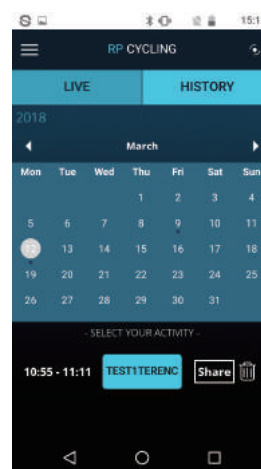 15:1
RP CYCLING
LIVE HISTORY
2018
March
Mon Tue Wed Thu Fri Sat Sun
1 2 3 4
5 6 7 8 9 10 11
12 13 14 15 16 17 18
19 20 21 22 23 24 25
26 27 28 29 30 31
- SELECT YOUR ACTIVITY -
10:55 - 11:11 TEST1TERENC Share